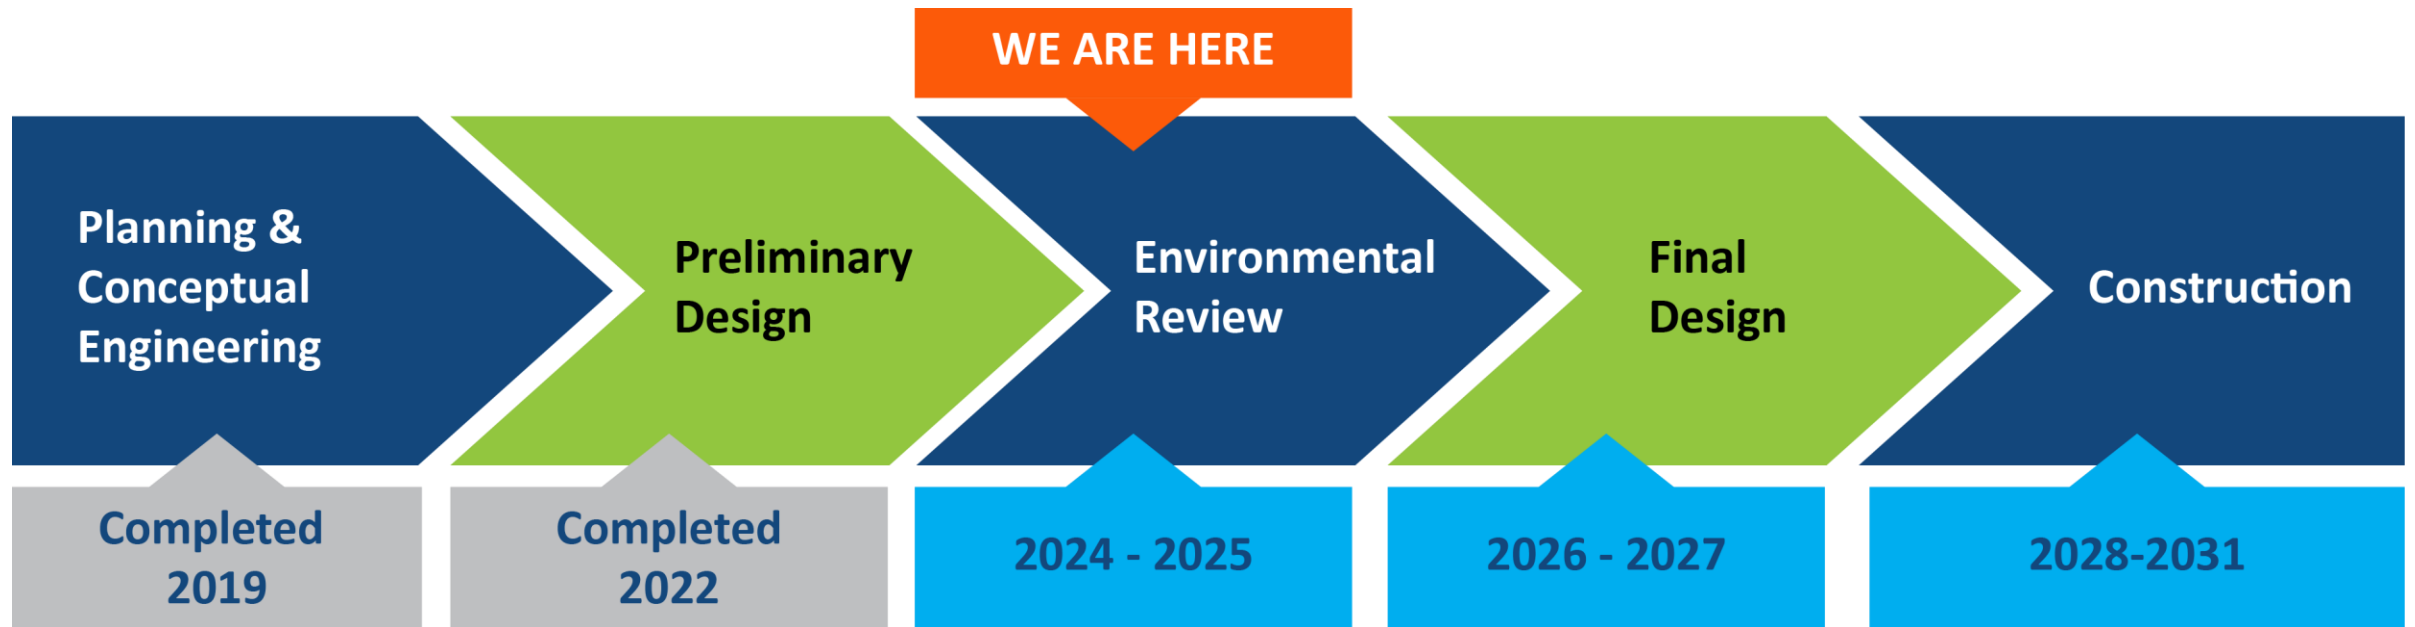 WE ARE HERE
Planning &
Conceptual
Engineering
Preliminary
Design
Environmental
Review
Final
Design
Construction
Completed
2019
Completed
2022
2024 - 2025
2026 - 2027
2028-2031